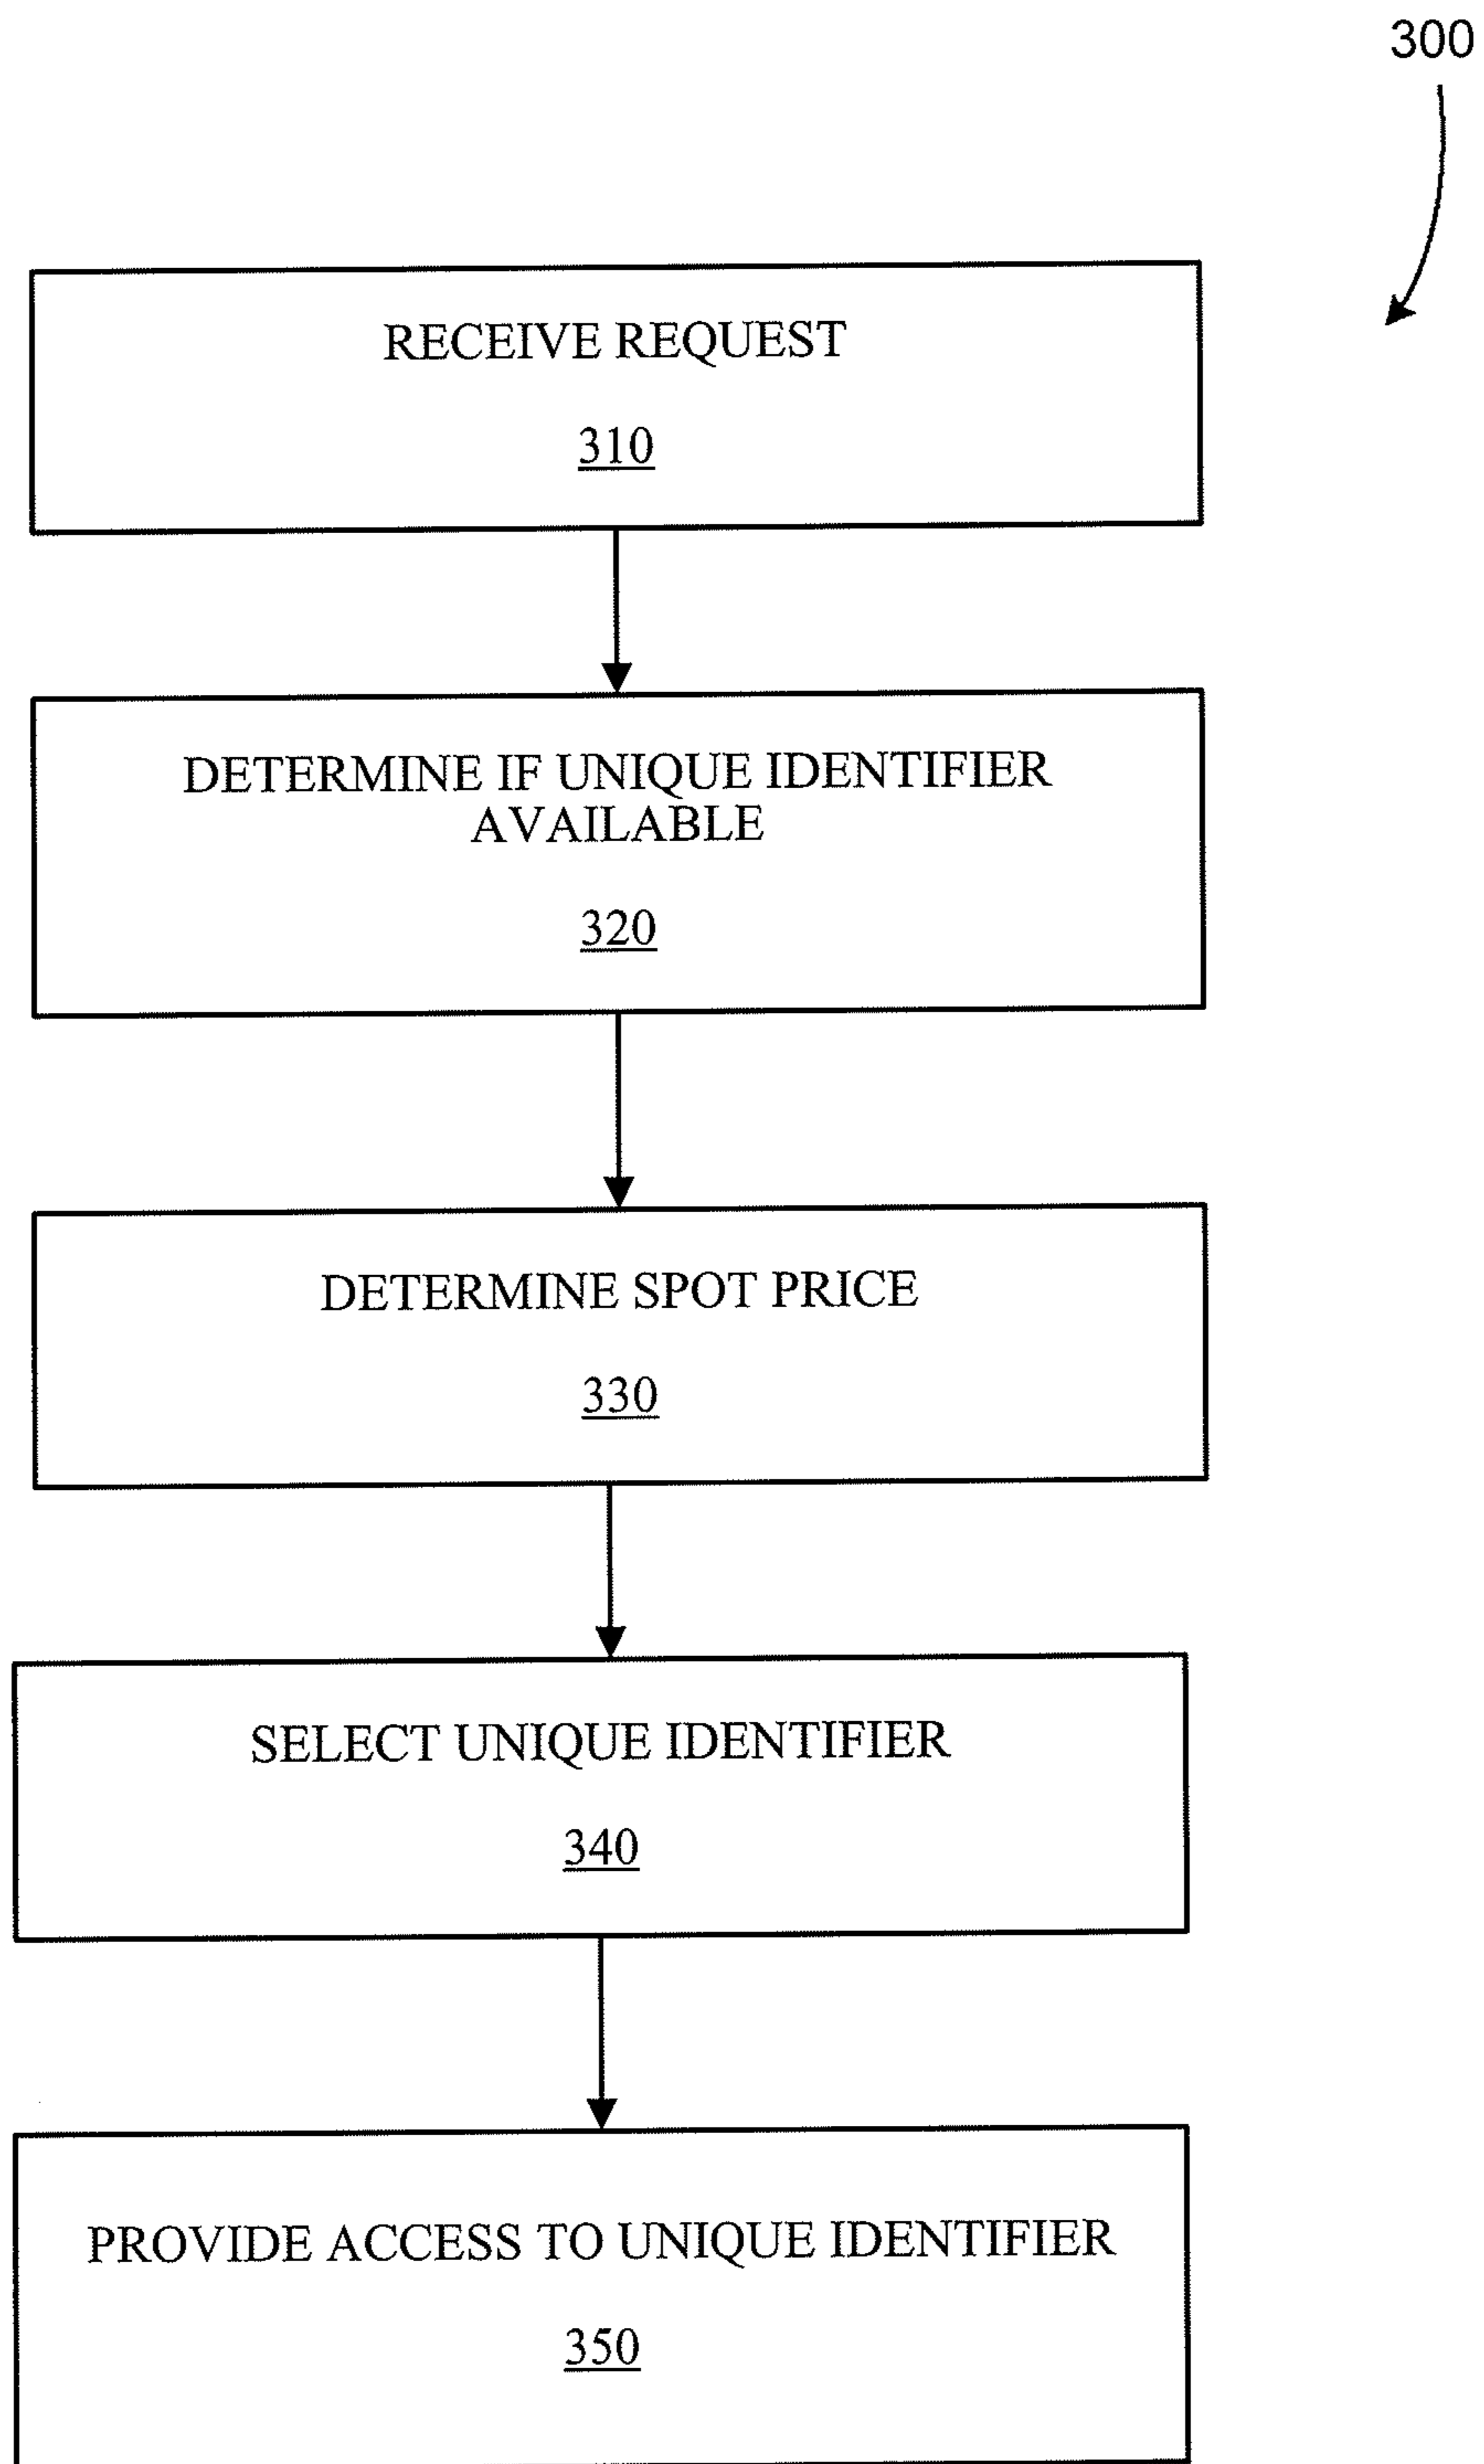 300
RECEIVE REQUEST
310
DETERMINE IF UNIQUE IDENTIFIER
AVAILABLE
320
DETERMINE SPOT PRICE
330
SELECT UNIQUE IDENTIFIER
340
PROVIDE ACCESS TO UNIQUE IDENTIFIER
350